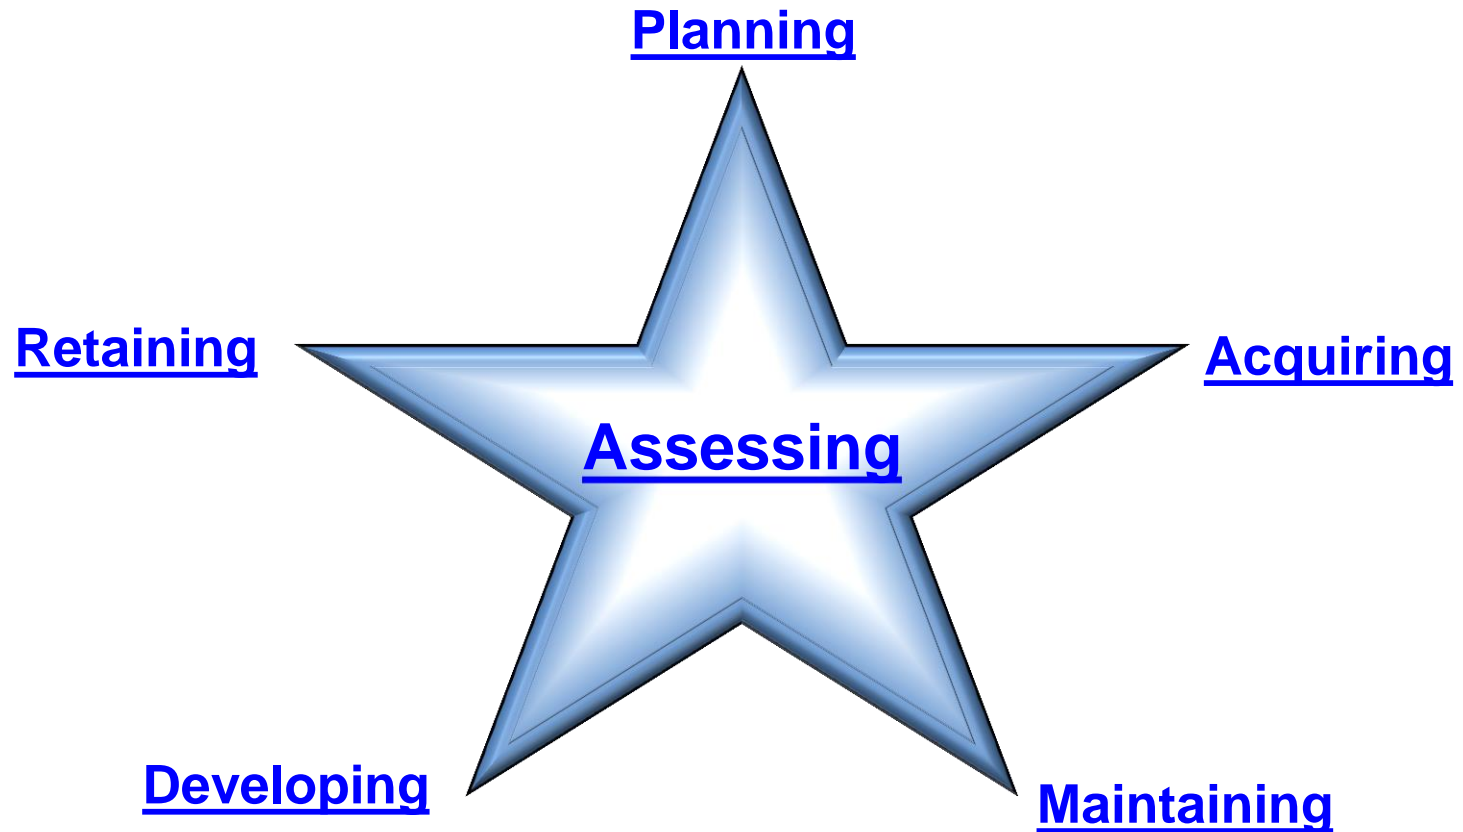 Planning
Retaining
Acquiring
Assessing
Developing
Maintaining